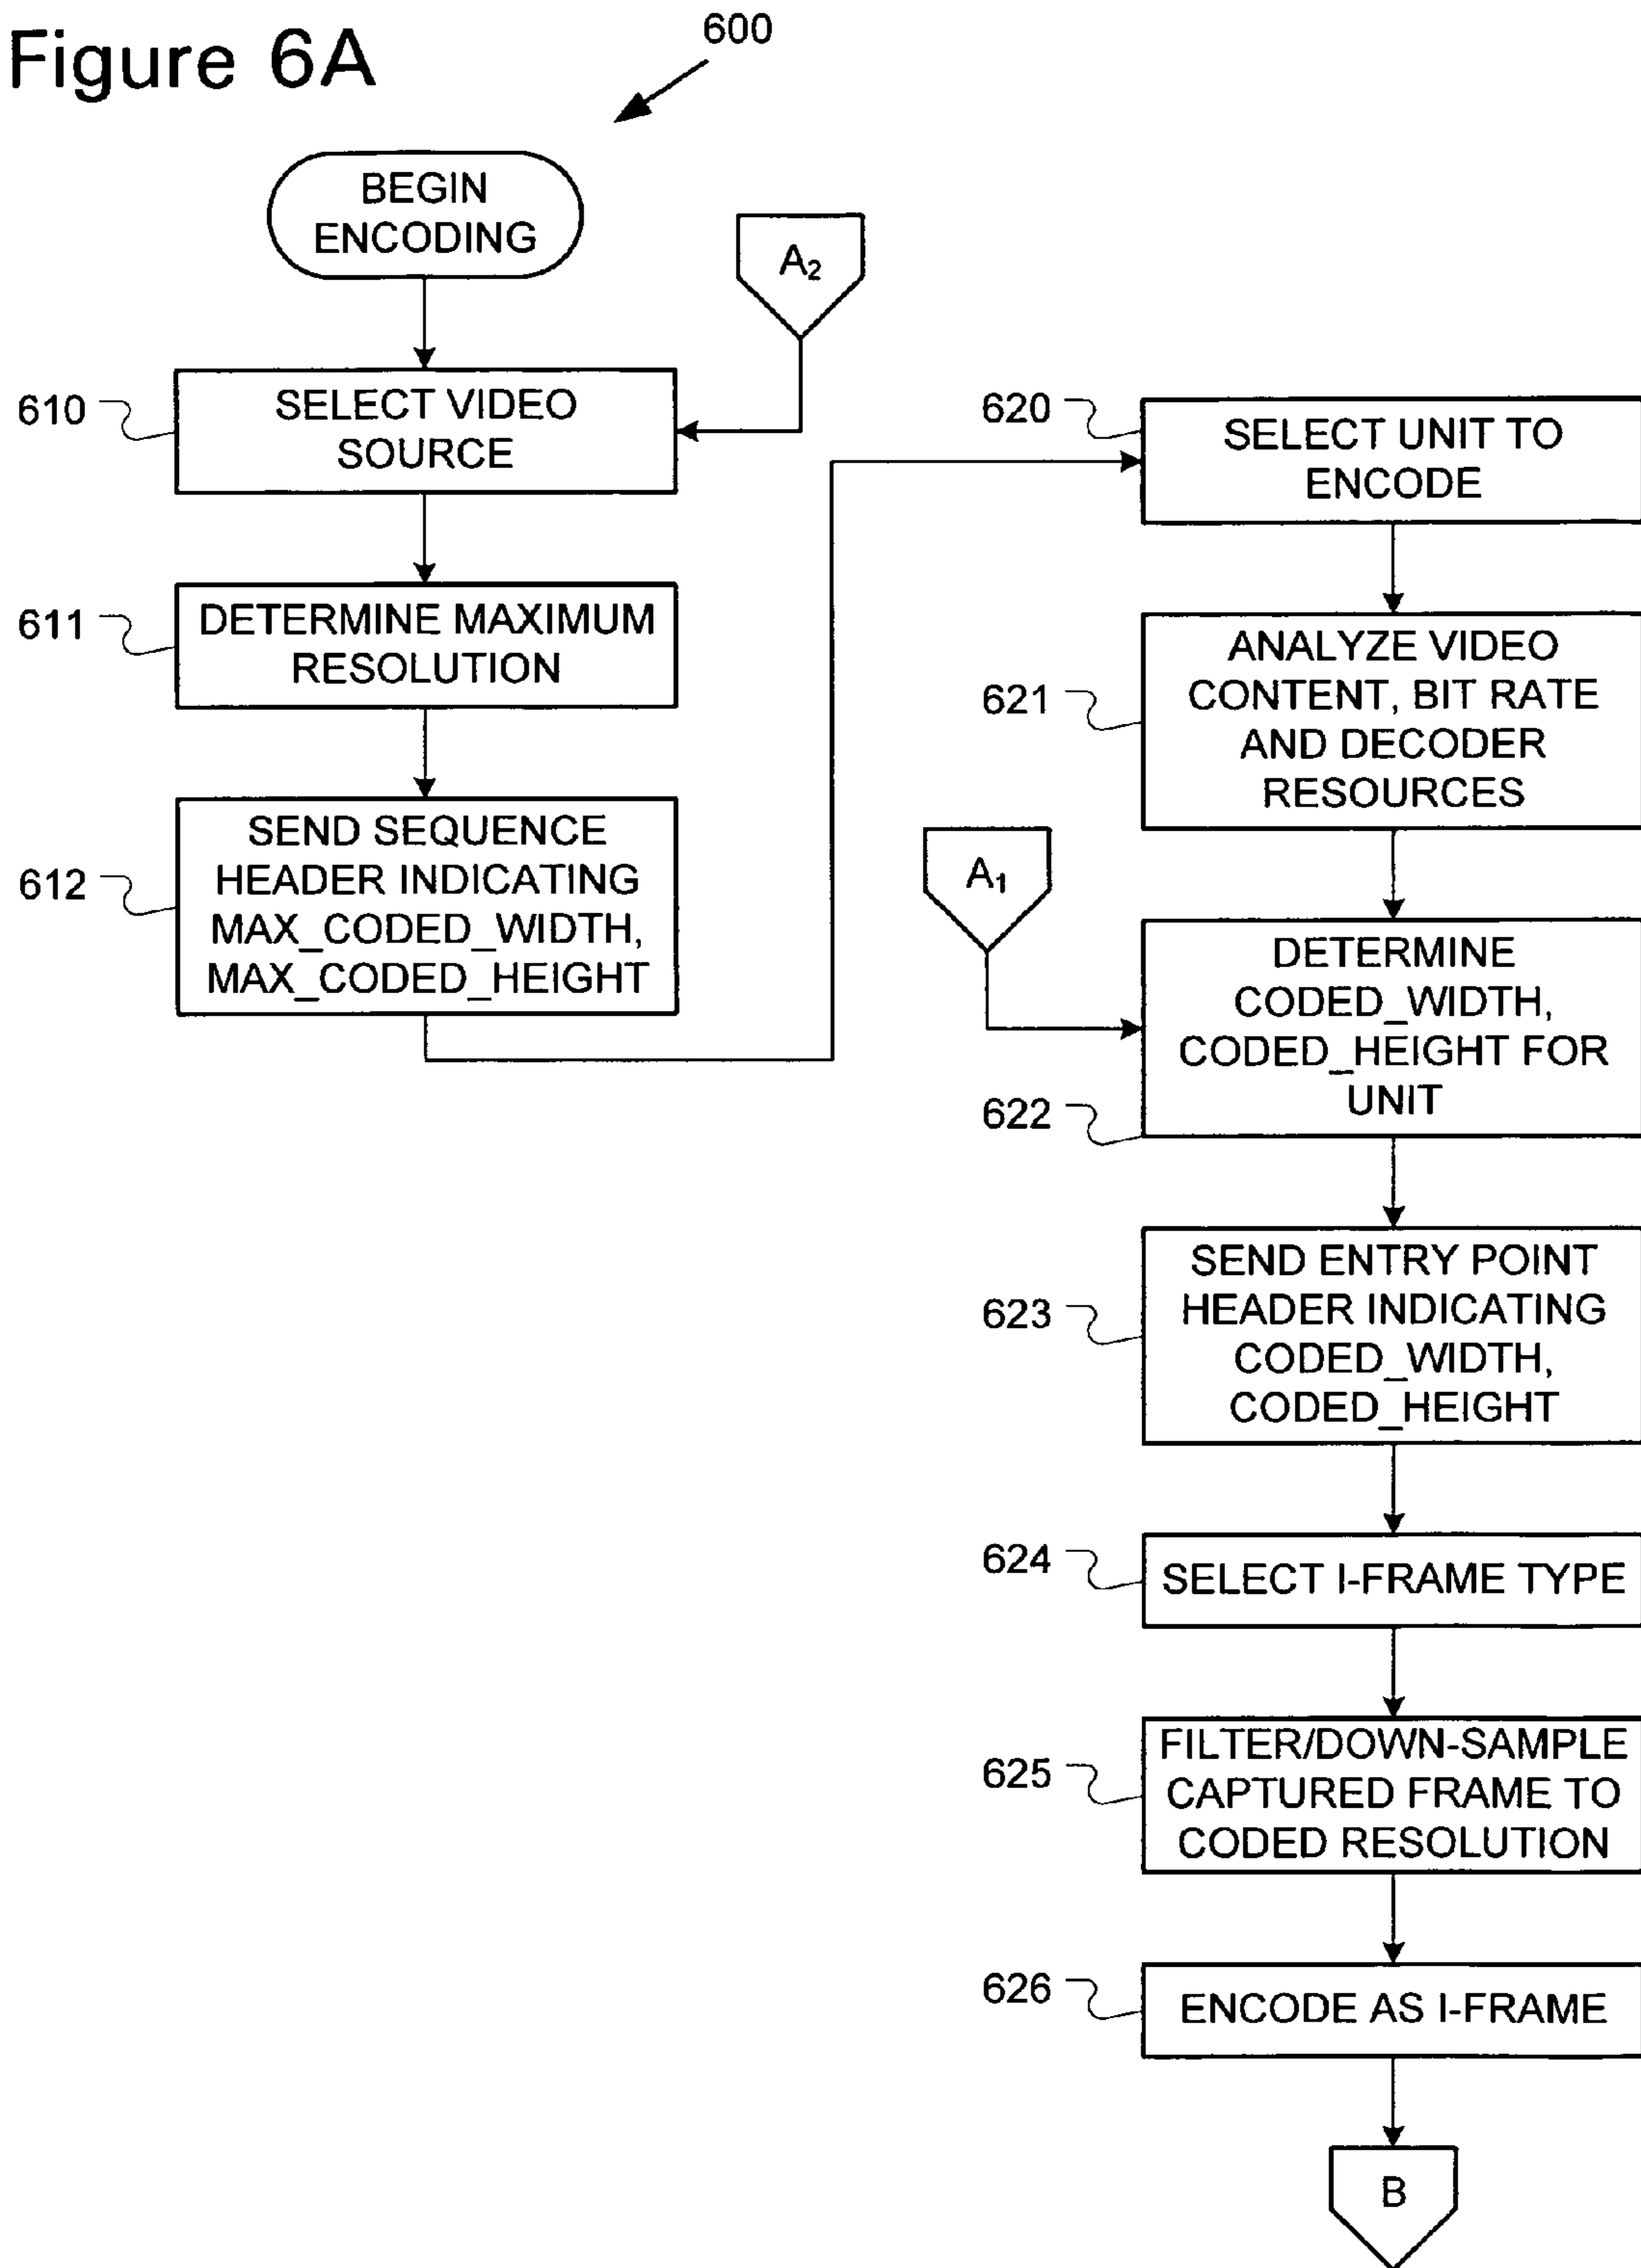 Figure 6A
600
BEGIN
ENCODING
A₂
610
SELECT VIDEO
SOURCE
611
DETERMINE MAXIMUM
RESOLUTION
612
SEND SEQUENCE
HEADER INDICATING
MAX_CODED_WIDTH,
MAX_CODED_HEIGHT
620
SELECT UNIT TO
ENCODE
621
ANALYZE VIDEO
CONTENT, BIT RATE
AND DECODER
RESOURCES
A₁
622
DETERMINE
CODED_WIDTH,
CODED_HEIGHT FOR
UNIT
623
SEND ENTRY POINT
HEADER INDICATING
CODED_WIDTH,
CODED_HEIGHT
624
SELECT I-FRAME TYPE
625
FILTER/DOWN-SAMPLE
CAPTURED FRAME TO
CODED RESOLUTION
626
ENCODE AS I-FRAME
B